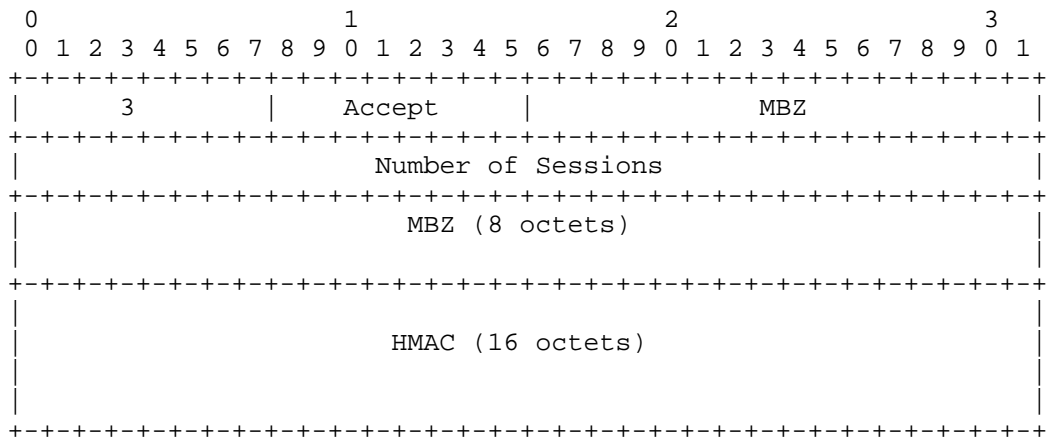 0                   1                   2                   3
 0 1 2 3 4 5 6 7 8 9 0 1 2 3 4 5 6 7 8 9 0 1 2 3 4 5 6 7 8 9 0 1
+-+-+-+-+-+-+-+-+-+-+-+-+-+-+-+-+-+-+-+-+-+-+-+-+-+-+-+-+-+-+-+-+
|      3        |    Accept     |              MBZ              |
+-+-+-+-+-+-+-+-+-+-+-+-+-+-+-+-+-+-+-+-+-+-+-+-+-+-+-+-+-+-+-+-+
|                      Number of Sessions                       |
+-+-+-+-+-+-+-+-+-+-+-+-+-+-+-+-+-+-+-+-+-+-+-+-+-+-+-+-+-+-+-+-+
|                        MBZ (8 octets)                         |
|                                                               |
+-+-+-+-+-+-+-+-+-+-+-+-+-+-+-+-+-+-+-+-+-+-+-+-+-+-+-+-+-+-+-+-+
|                                                               |
|                       HMAC (16 octets)                        |
|                                                               |
|                                                               |
+-+-+-+-+-+-+-+-+-+-+-+-+-+-+-+-+-+-+-+-+-+-+-+-+-+-+-+-+-+-+-+-+